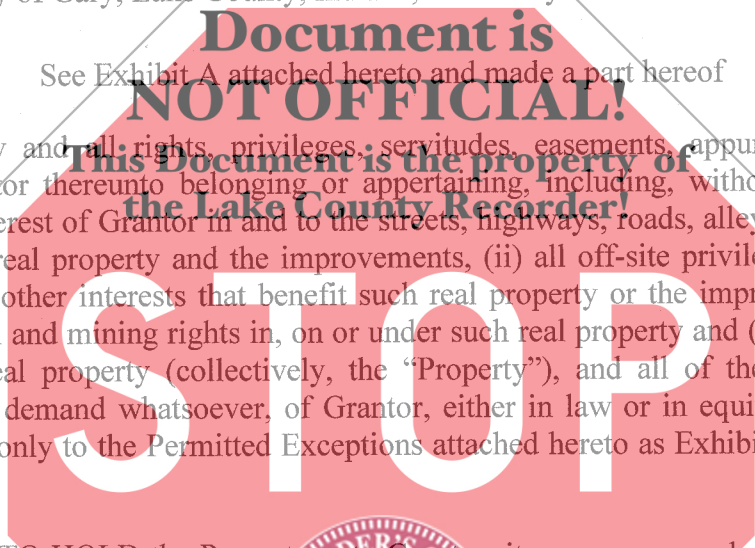 Document is
See Exhibit A attached hereto and made a part hereof
NOT OFFICIAL!
and all rights, privileges, servitudes, easements, appur
This Document is the property of
tor thereunto belonging or appertaining, including, witho
the Lake County Recorder!
erest of Grantor in and to the streets, highways, roads, alley
real property and the improvements, (ii) all off-site privile
other interests that benefit such real property or the impr
and mining rights in, on or under such real property and (
eal property (collectively, the “Property”), and all of the
demand whatsoever, of Grantor, either in law or in equi
only to the Permitted Exceptions attached hereto as Exhibi
STOP